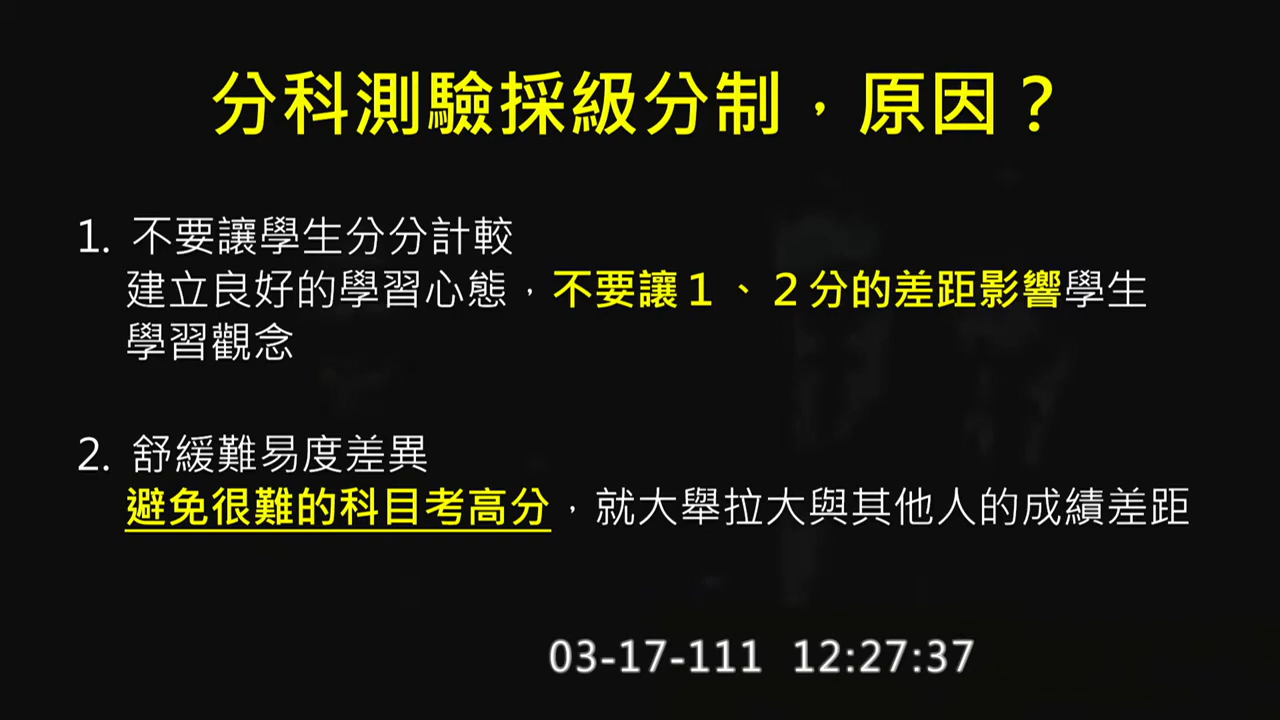 分科測驗採級分制，原因？
1. 不要讓學生分分計較
建立良好的學習心態，不要讓１、２分的差距影響學生
學習觀念
2. 舒緩難易度差異
避免很難的科目考高分，就大舉拉大與其他人的成績差距
03-17-111 12:27:37